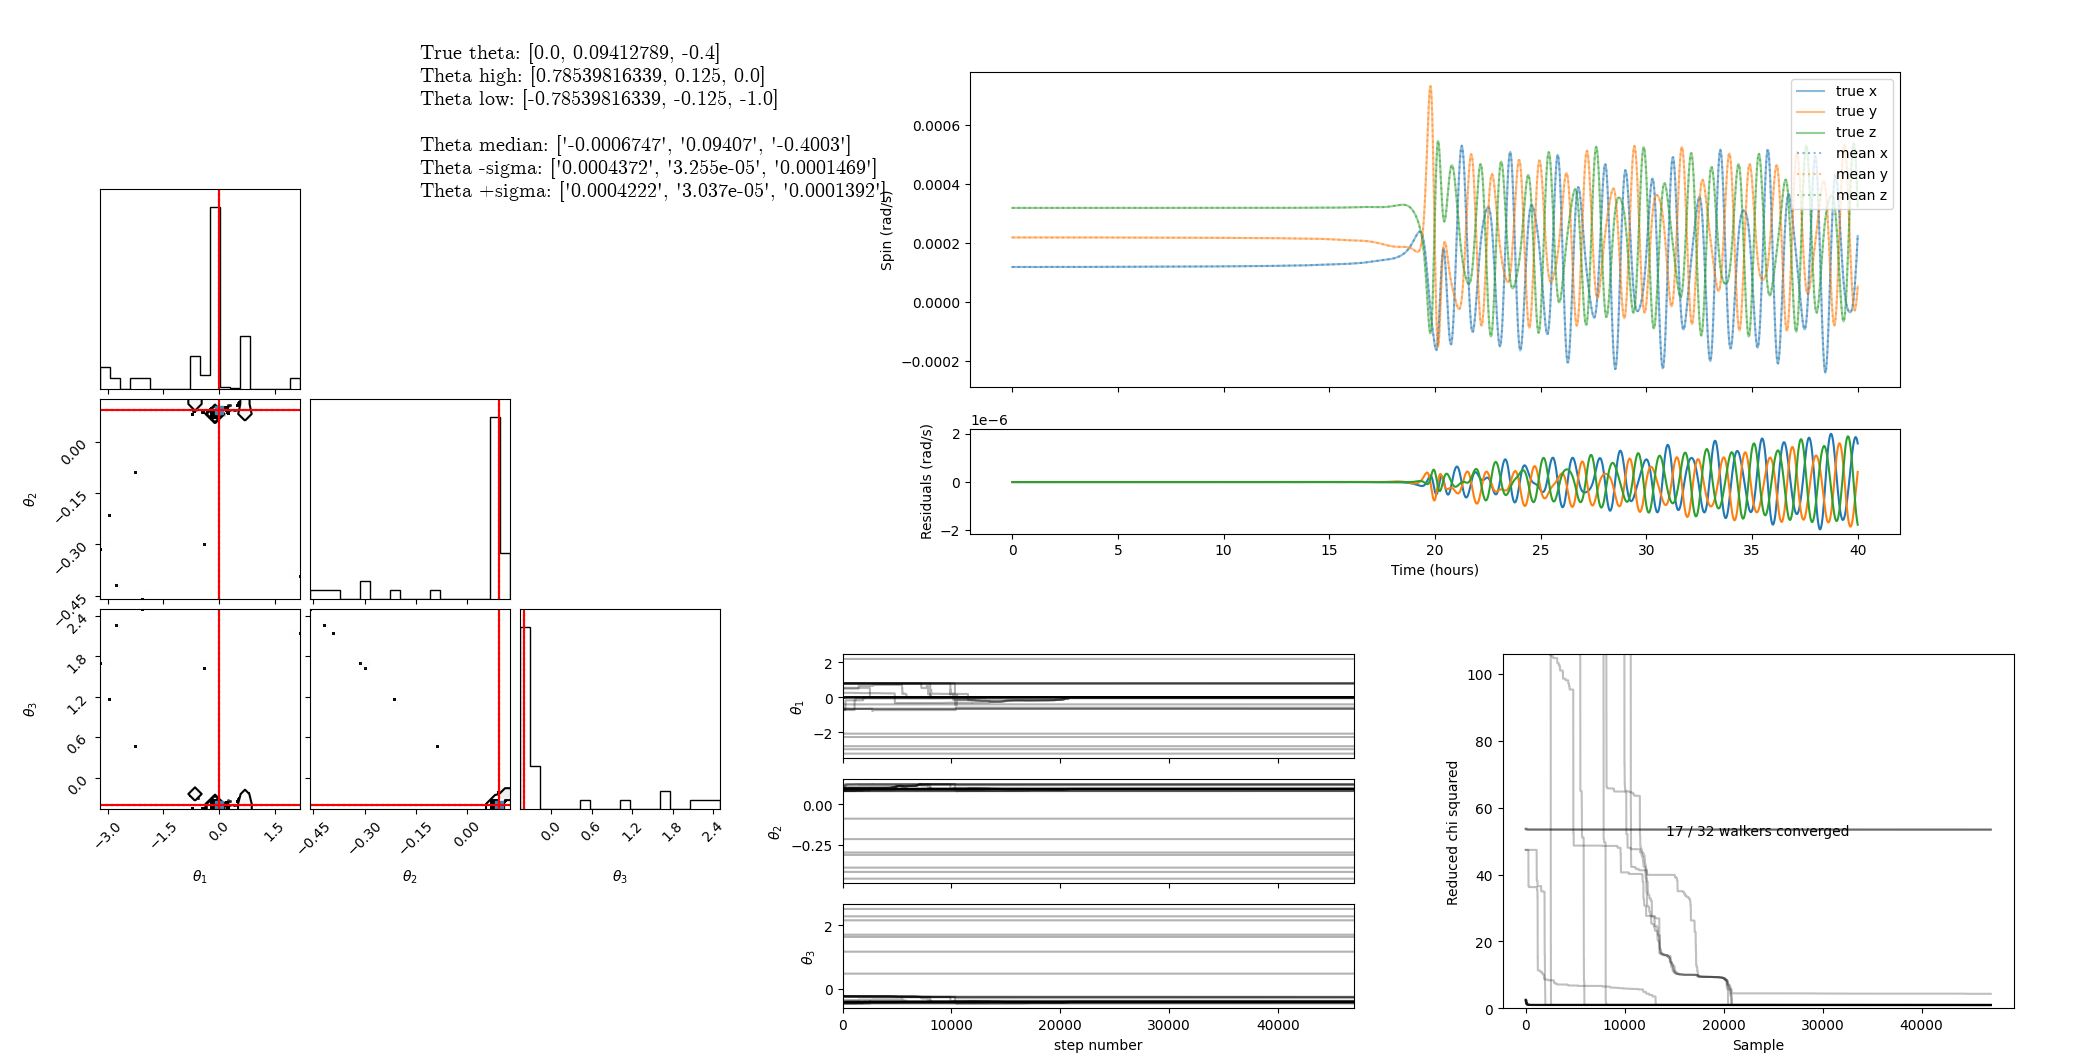 True theta: [0.0, 0.09412789, -0.4]
Theta high: [0.78539816339, 0.125, 0.0]
Theta low: [-0.78539816339, -0.125, -1.0]
Theta median: ['-0.0006747', '0.09407', '-0.4003']
Theta -sigma: ['0.0004372', '3.255e-05', '0.0001469']
Theta +sigma: ['0.0004222', '3.037e-05', '0.0001392']
θ2
0.00
−0.15
−0.30
−0.45
θ3
2.4
1.8
1.2
0.6
0.0
−3.0
−1.5
0.0
1.5
θ1
−0.45
−0.30
−0.15
0.00
θ2
0.0
0.6
1.2
1.8
2.4
θ3
Spin (rad/s)
0.0006
0.0004
0.0002
0.0000
−0.0002
true x
true y
true z
mean x
mean y
mean z
1e−6
Residuals (rad/s)
2
0
−2
0
5
10
15
20
25
30
35
40
Time (hours)
θ1
2
0
−2
θ2
0.00
−0.25
θ3
2
0
0
10000
20000
30000
40000
step number
Reduced chi squared
100
80
60
40
20
0
17 / 32 walkers converged
0
10000
20000
30000
40000
Sample